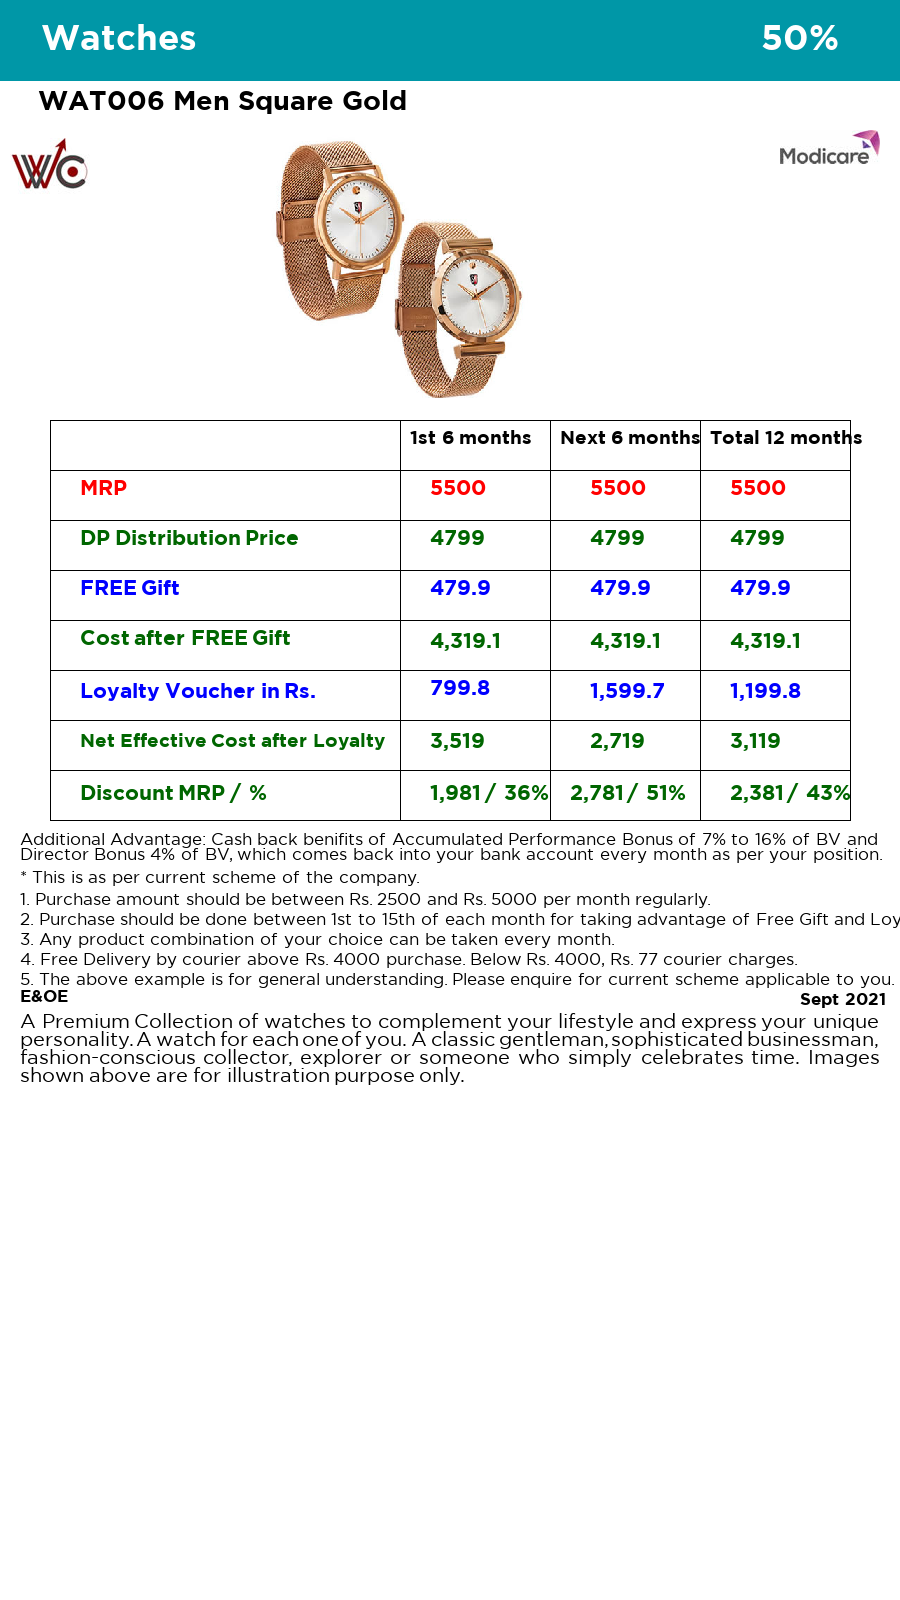 Watches 50%
WAT006 Men Square Gold
WC
Modicare
1st 6 months Next 6 months Total 12 months
MRP 5500 5500 5500
DP Distribution Price 4799 4799 4799
FREE Gift 479.9 479.9 479.9
Cost after FREE Gift 4,319.1 4,319.1 4,319.1
Loyalty Voucher in Rs. 799.8 1,599.7 1,199.8
Net Effective Cost after Loyalty 3,519 2,719 3,119
Discount MRP / % 1,981 / 36% 2,781 / 51% 2,381 / 43%
Additional Advantage: Cash back benifits of Accumulated Performance Bonus of 7% to 16% of BV and
Director Bonus 4% of BV, which comes back into your bank account every month as per your position.
* This is as per current scheme of the company.
1. Purchase amount should be between Rs. 2500 and Rs. 5000 per month regularly.
2. Purchase should be done between 1st to 15th of each month for taking advantage of Free Gift and Loy
3. Any product combination of your choice can be taken every month.
4. Free Delivery by courier above Rs. 4000 purchase. Below Rs. 4000, Rs. 77 courier charges.
5. The above example is for general understanding. Please enquire for current scheme applicable to you.
E&OE
Sept 2021
A Premium Collection of watches to complement your lifestyle and express your unique
personality. A watch for each one of you. A classic gentleman, sophisticated businessman,
fashion-conscious collector, explorer or someone who simply celebrates time. Images
shown above are for illustration purpose only.